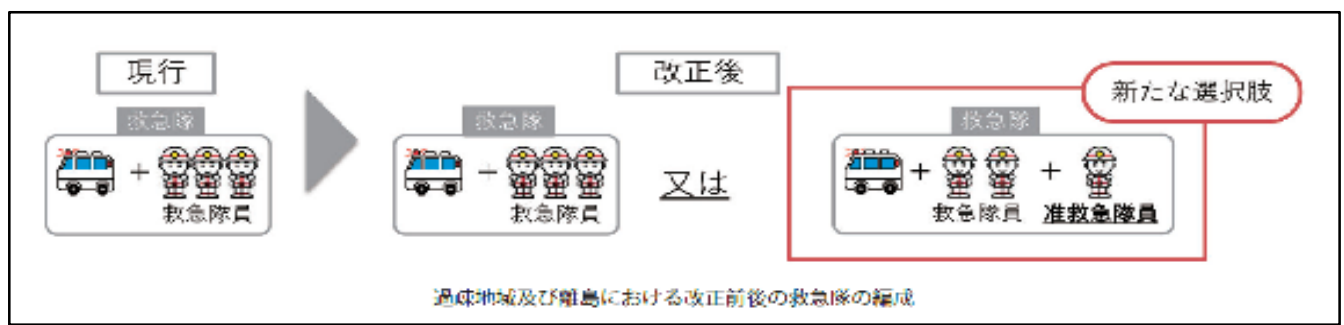 現行
救急隊
+
救急隊員
改正後
救急隊
+
救急隊員
又は
新たな選択肢
救急隊
+
救急隊員
+
准救急隊員
過疎地域及び離島における改正前後の救急隊の編成